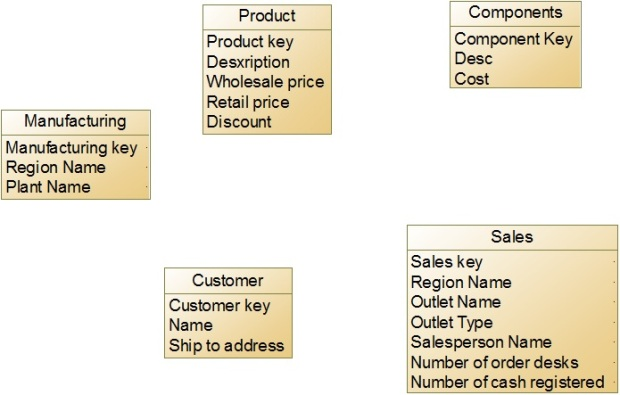 Product
Product key
Desxription
Wholesale price
Retail price
Discount
Components
Component Key
Desc
Cost
Manufacturing
Manufacturing key
Region Name
Plant Name
Customer
Customer key
Name
Ship to address
Sales
Sales key
Region Name
Outlet Name
Outlet Type
Salesperson Name
Number of order desks
Number of cash registered